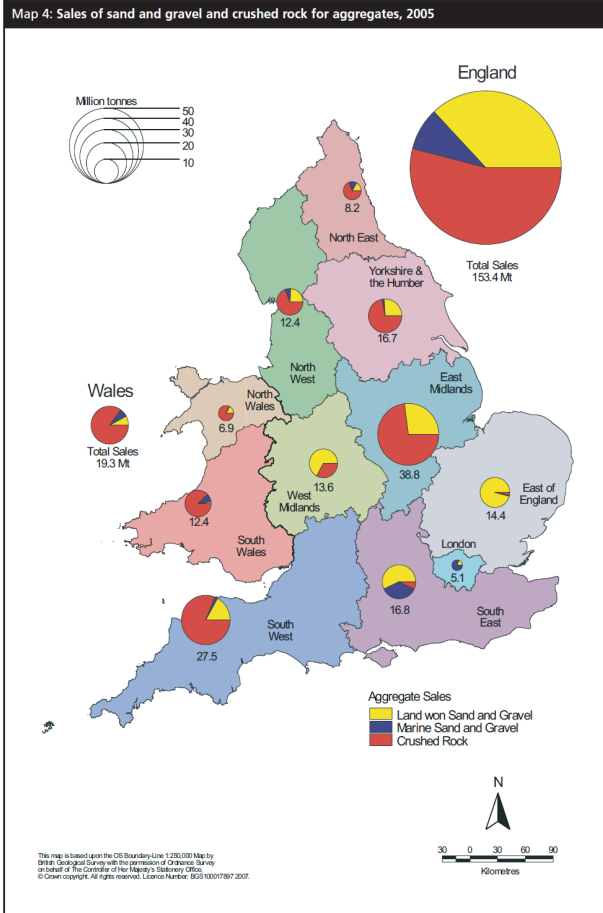 Map 4: Sales of sand and gravel and crushed rock for aggregates, 2005
England
Million tonnes
50
40
30
20
10
Total Sales
153.4 Mt
8.2
North East
Yorkshire &
the Humber
12.4
16.7
North
West
East
Midlands
Wales
North
Wales
6.9
Total Sales
19.3 Mt
38.8
13.6
West
Midlands
East of
England
14.4
12.4
South
Wales
London
5.1
16.8
South
East
South
West
27.5
Aggregate Sales
Land won Sand and Gravel
Marine Sand and Gravel
Crushed Rock
N
30 0 30 60 90
Kilometres
This map is based upon the OS Boundary-Line 1:250,000 Map by
British Geological Survey with the permission of Ordnance Survey
on behalf of The Controller of Her Majesty's Stationery Office,
© Crown copyright. All rights reserved. Licence Number: BGS100017897 2007.